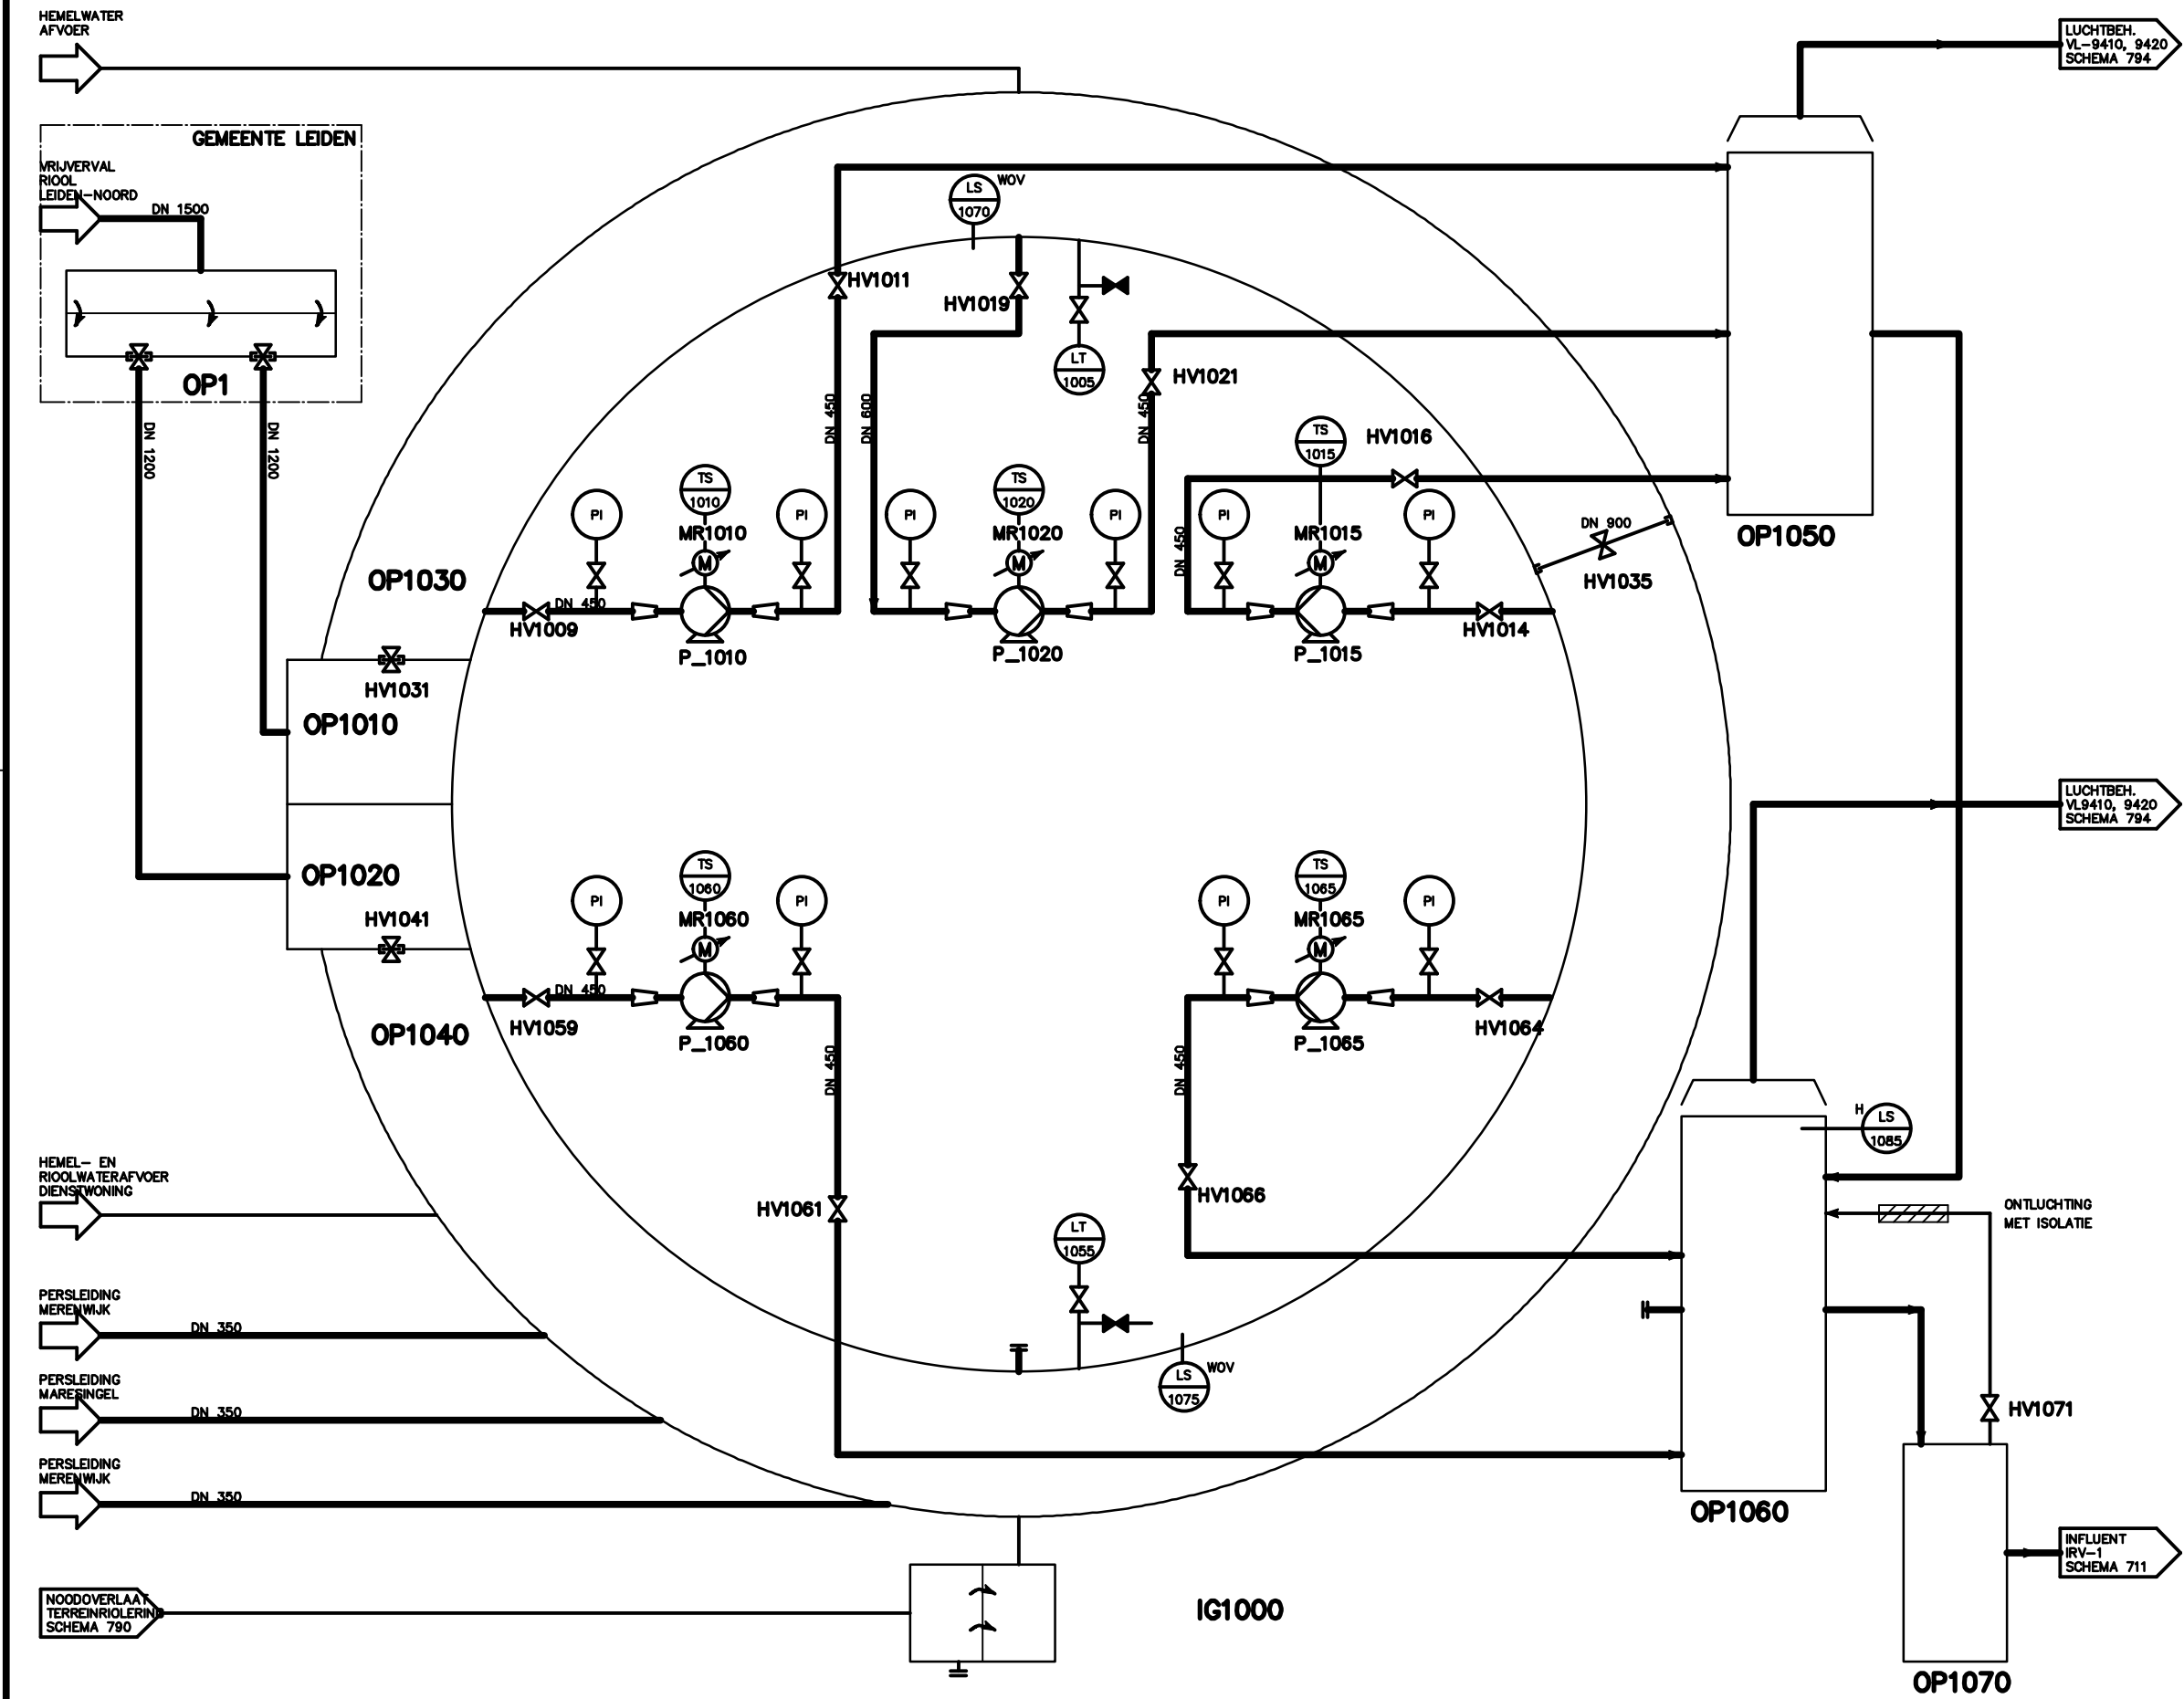 HEMELWATER
AFVOER
LUCHTBEH.
VL-9410, 9420
SCHEMA 794
GEMEENTE LEIDEN
VRIJVERVAL
RIOOL
LEIDEN-NOORD
DN 1500
OP1
DN 1200
DN 1200
LS
1070
WOV
HV1011
HV1019
LT
1005
HV1021
DN 450
DN 600
DN 450
TS
1015
HV1016
TS
1010
TS
1020
PI
PI
PI
PI
PI
PI
MR1010
MR1020
MR1015
M
M
M
DN 450
DN 900
HV1035
OP1050
OP1030
DN 450
HV1009
HV1014
P_1010
P_1020
P_1015
HV1031
OP1010
LUCHTBEH.
VL9410, 9420
SCHEMA 794
OP1020
HV1041
TS
1060
TS
1065
PI
PI
PI
PI
MR1060
MR1065
M
M
DN 450
HV1059
HV1064
OP1040
P_1060
P_1065
DN 450
DN 450
H
LS
1085
HEMEL- EN
RIOOLWATERAFVOER
DIENSTWONING
HV1061
HV1066
LT
1055
ONTLUCHTING
MET ISOLATIE
PERSLEIDING
MERENWIJK
DN 350
LS
1075
WOV
PERSLEIDING
MARESINGEL
DN 350
HV1071
PERSLEIDING
MERENWIJK
DN 350
OP1060
INFLUENT
IRV-1
SCHEMA 711
NOODOVERLAAT
TERREINRIOLERING
SCHEMA 790
IG1000
OP1070